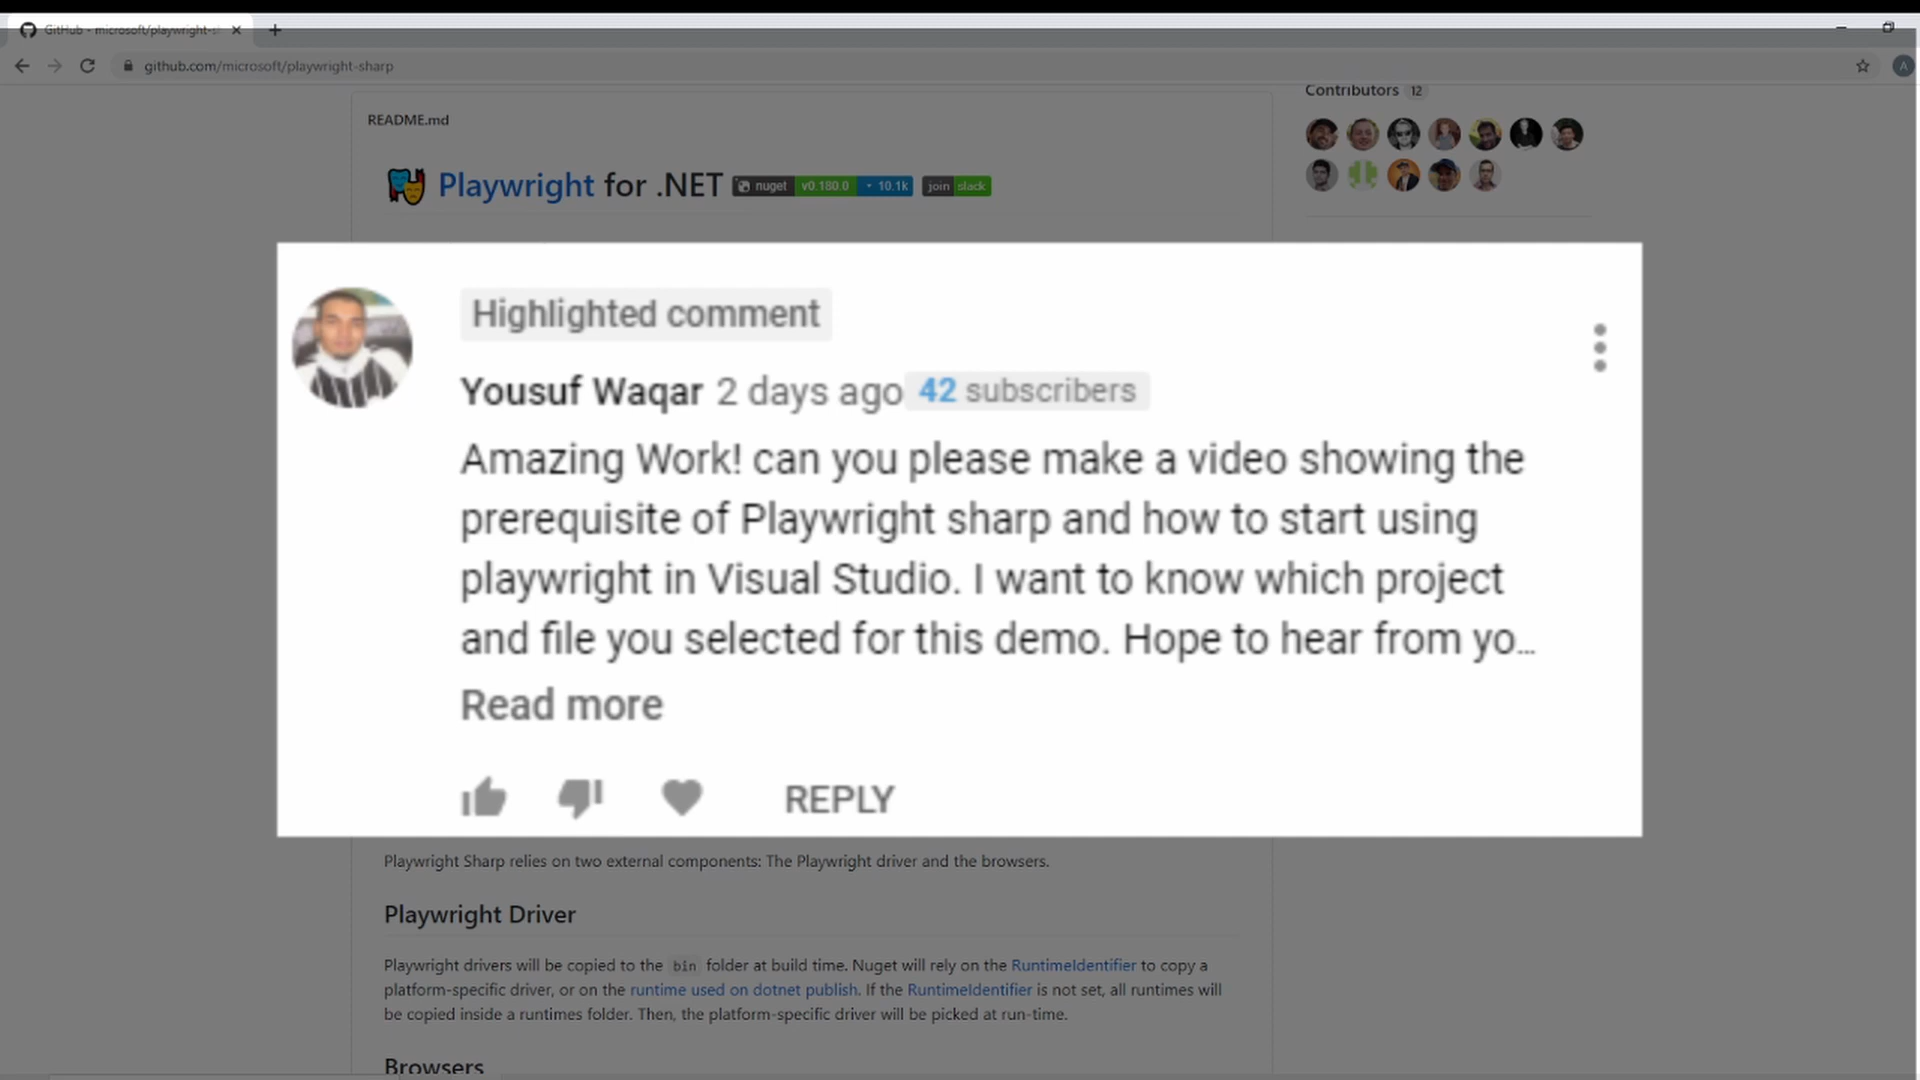 GitHub - microsoft/playwright-s
github.com/microsoft/playwright-sharp
A
Contributors 12
README.md
Playwright for .NET nuget v0.180.0 10.1k join slack
Highlighted comment
Yousuf Waqar 2 days ago 42 subscribers
Amazing Work! can you please make a video showing the
prerequisite of Playwright sharp and how to start using
playwright in Visual Studio. I want to know which project
and file you selected for this demo. Hope to hear from yo...
Read more
REPLY
Playwright Sharp relies on two external components: The Playwright driver and the browsers.
Playwright Driver
Playwright drivers will be copied to the bin folder at build time. Nuget will rely on the RuntimeIdentifier to copy a
platform-specific driver, or on the runtime used on dotnet publish. If the RuntimeIdentifier is not set, all runtimes will
be copied inside a runtimes folder. Then, the platform-specific driver will be picked at run-time.
Browsers